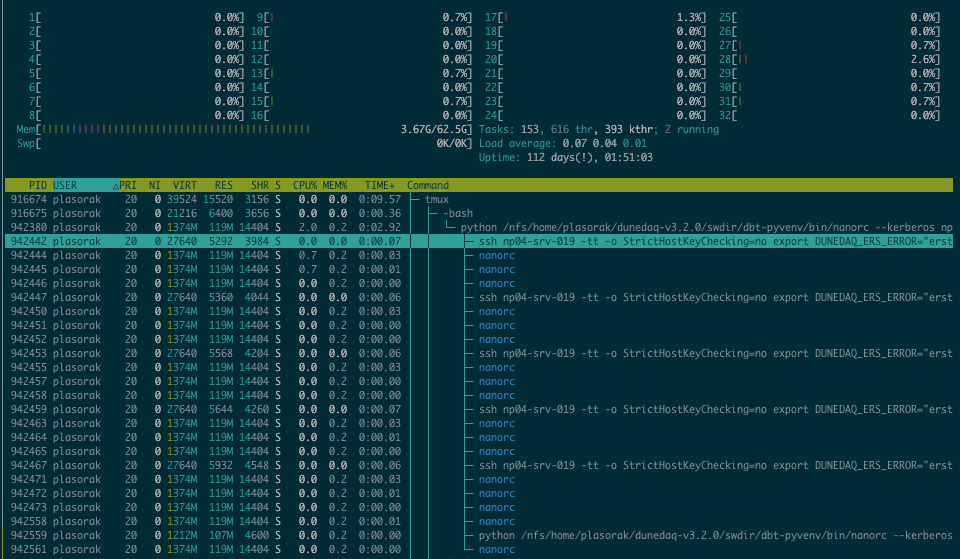 1[ 0.0%] 9[| 0.7%] 17[| 1.3%] 25[ 0.0%]
2[ 0.0%] 10[ 0.0%] 18[ 0.0%] 26[ 0.0%]
3[ 0.0%] 11[ 0.0%] 19[ 0.0%] 27[| 0.7%]
4[ 0.0%] 12[ 0.0%] 20[ 0.0%] 28[|| 2.6%]
5[ 0.0%] 13[| 0.7%] 21[ 0.0%] 29[ 0.0%]
6[ 0.0%] 14[ 0.0%] 22[ 0.0%] 30[| 0.7%]
7[ 0.0%] 15[| 0.7%] 23[ 0.0%] 31[| 0.7%]
8[ 0.0%] 16[ 0.0%] 24[ 0.0%] 32[ 0.0%]
Mem[||||||||||||||||||||||||||||||||||||||||||||| 3.67G/62.5G] Tasks: 153, 616 thr, 393 kthr; 2 running
Swp[ 0K/0K] Load average: 0.07 0.04 0.01
Uptime: 112 days(!), 01:51:03
PID USER △PRI NI VIRT RES SHR S CPU% MEM% TIME+ Command
916674 plasorak 20 0 39524 15520 3156 S 0.0 0.0 0:09.57 ├─ tmux
916675 plasorak 20 0 21216 6400 3656 S 0.0 0.0 0:00.36 │ ├─ -bash
942380 plasorak 20 0 1374M 119M 14404 S 2.0 0.2 0:02.92 │ │ └─ python /nfs/home/plasorak/dunedaq-v3.2.0/swdir/dbt-pyvenv/bin/nanorc --kerberos np
942442 plasorak 20 0 27640 5292 3984 S 0.0 0.0 0:00.07 │ │ ├─ ssh np04-srv-019 -tt -o StrictHostKeyChecking=no export DUNEDAQ_ERS_ERROR="erst
942444 plasorak 20 0 1374M 119M 14404 S 0.7 0.2 0:00.03 │ │ ├─ nanorc
942445 plasorak 20 0 1374M 119M 14404 S 0.7 0.2 0:00.01 │ │ ├─ nanorc
942446 plasorak 20 0 1374M 119M 14404 S 0.0 0.2 0:00.00 │ │ ├─ nanorc
942447 plasorak 20 0 27640 5360 4044 S 0.0 0.0 0:00.06 │ │ ├─ ssh np04-srv-019 -tt -o StrictHostKeyChecking=no export DUNEDAQ_ERS_ERROR="erst
942450 plasorak 20 0 1374M 119M 14404 S 0.0 0.2 0:00.03 │ │ ├─ nanorc
942451 plasorak 20 0 1374M 119M 14404 S 0.0 0.2 0:00.00 │ │ ├─ nanorc
942452 plasorak 20 0 1374M 119M 14404 S 0.0 0.2 0:00.00 │ │ ├─ nanorc
942453 plasorak 20 0 27640 5568 4204 S 0.0 0.0 0:00.06 │ │ ├─ ssh np04-srv-019 -tt -o StrictHostKeyChecking=no export DUNEDAQ_ERS_ERROR="erst
942455 plasorak 20 0 1374M 119M 14404 S 0.0 0.2 0:00.03 │ │ ├─ nanorc
942457 plasorak 20 0 1374M 119M 14404 S 0.0 0.2 0:00.00 │ │ ├─ nanorc
942458 plasorak 20 0 1374M 119M 14404 S 0.0 0.2 0:00.00 │ │ ├─ nanorc
942459 plasorak 20 0 27640 5644 4260 S 0.0 0.0 0:00.07 │ │ ├─ ssh np04-srv-019 -tt -o StrictHostKeyChecking=no export DUNEDAQ_ERS_ERROR="erst
942463 plasorak 20 0 1374M 119M 14404 S 0.0 0.2 0:00.03 │ │ ├─ nanorc
942464 plasorak 20 0 1374M 119M 14404 S 0.0 0.2 0:00.01 │ │ ├─ nanorc
942465 plasorak 20 0 1374M 119M 14404 S 0.0 0.2 0:00.00 │ │ ├─ nanorc
942467 plasorak 20 0 27640 5932 4548 S 0.0 0.0 0:00.06 │ │ ├─ ssh np04-srv-019 -tt -o StrictHostKeyChecking=no export DUNEDAQ_ERS_ERROR="erst
942471 plasorak 20 0 1374M 119M 14404 S 0.0 0.2 0:00.03 │ │ ├─ nanorc
942472 plasorak 20 0 1374M 119M 14404 S 0.0 0.2 0:00.01 │ │ ├─ nanorc
942473 plasorak 20 0 1374M 119M 14404 S 0.0 0.2 0:00.00 │ │ ├─ nanorc
942558 plasorak 20 0 1374M 119M 14404 S 0.0 0.2 0:00.01 │ │ ├─ nanorc
942559 plasorak 20 0 1212M 107M 4600 S 0.0 0.2 0:00.00 │ │ ├─ python /nfs/home/plasorak/dunedaq-v3.2.0/swdir/dbt-pyvenv/bin/nanorc --kerberos
942561 plasorak 20 0 1374M 119M 14404 S 0.0 0.2 0:00.00 │ │ └─ nanorc